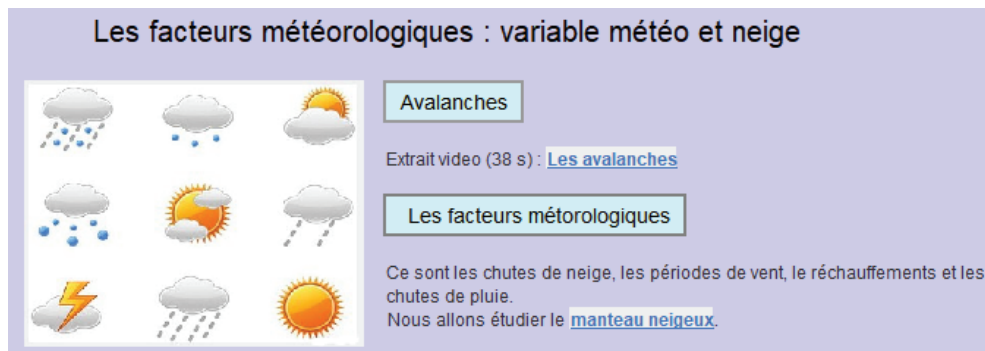 Les facteurs météorologiques : variable météo et neige
Avalanches
Extrait video (38 s) : Les avalanches
Les facteurs métorologiques
Ce sont les chutes de neige, les périodes de vent, le réchauffements et les
chutes de pluie.
Nous allons étudier le manteau neigeux.